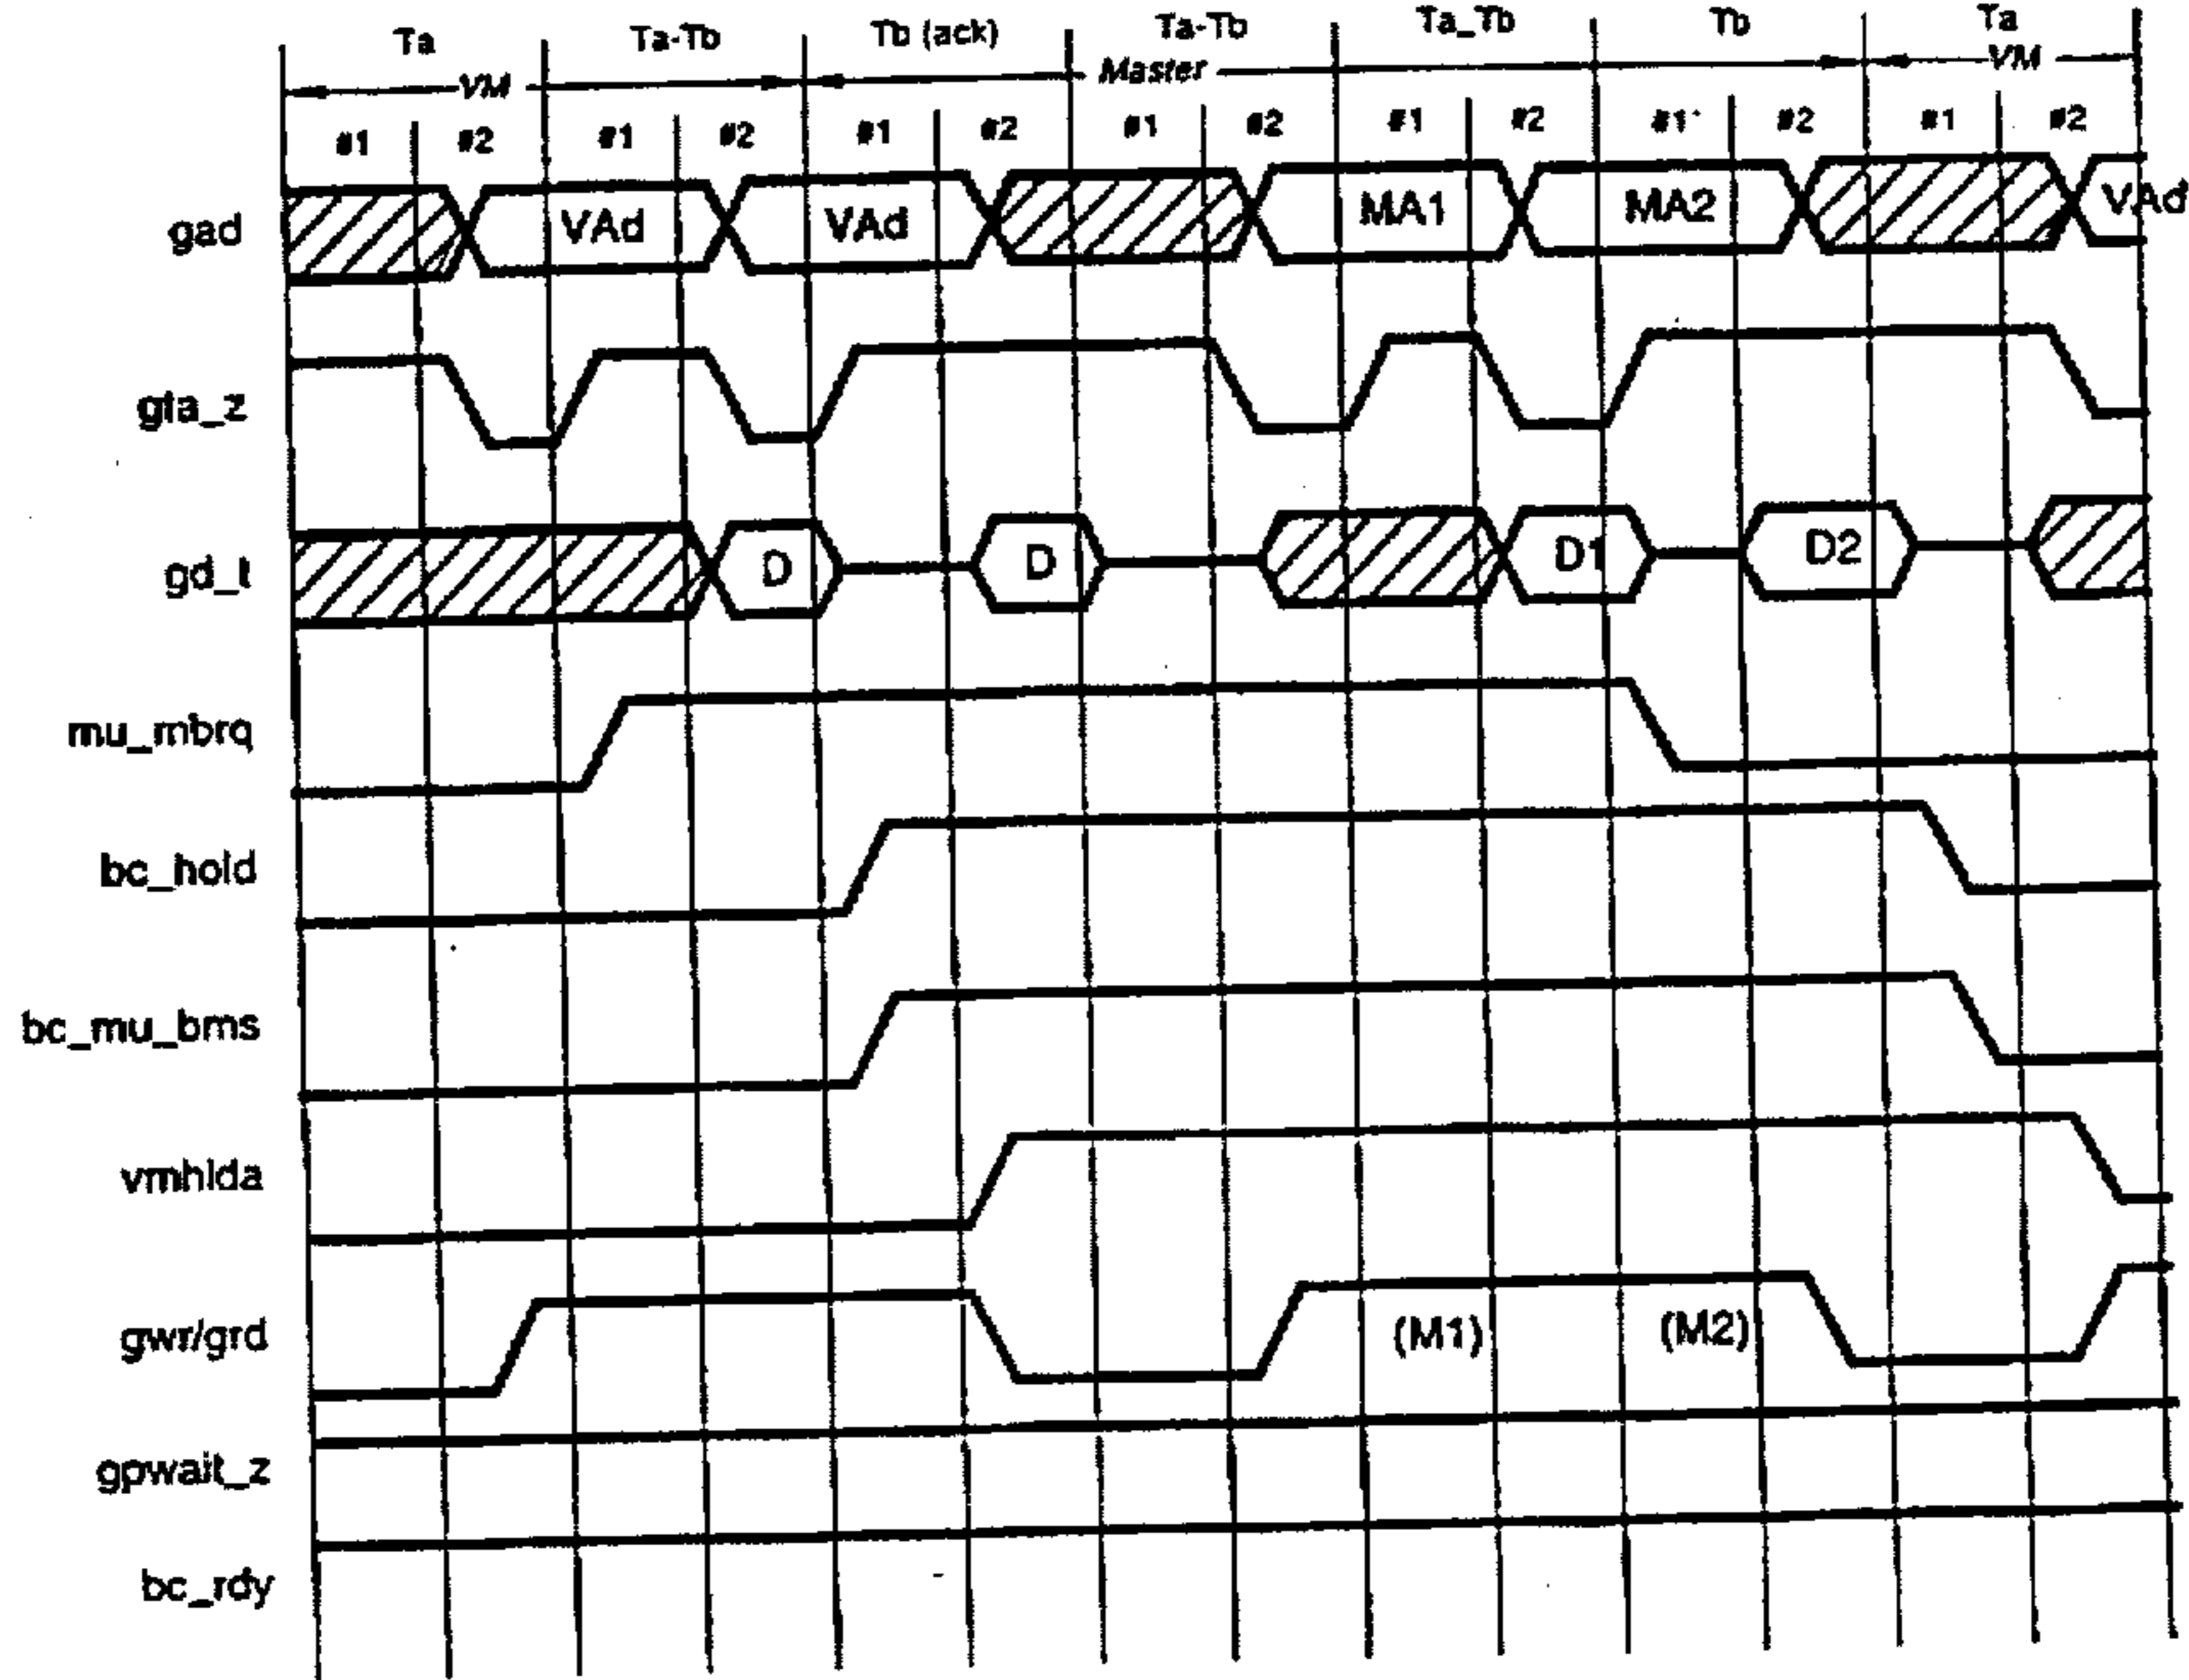 Ta Ta-Tb Tb (ack) Ta-Tb Ta_Tb Tb Ta
VM Master VM
#1 #2 #1 #2 #1 #2 #1 #2 #1 #2 #1 #2 #1 #2
gad VAd VAd MA1 MA2 VAd
gta_z
gd_t D D D1 D2
mu_mbrq
bc_hold
bc_mu_bms
vmhlda
gwr/grd (M1) (M2)
gpwait_z
bc_rdy